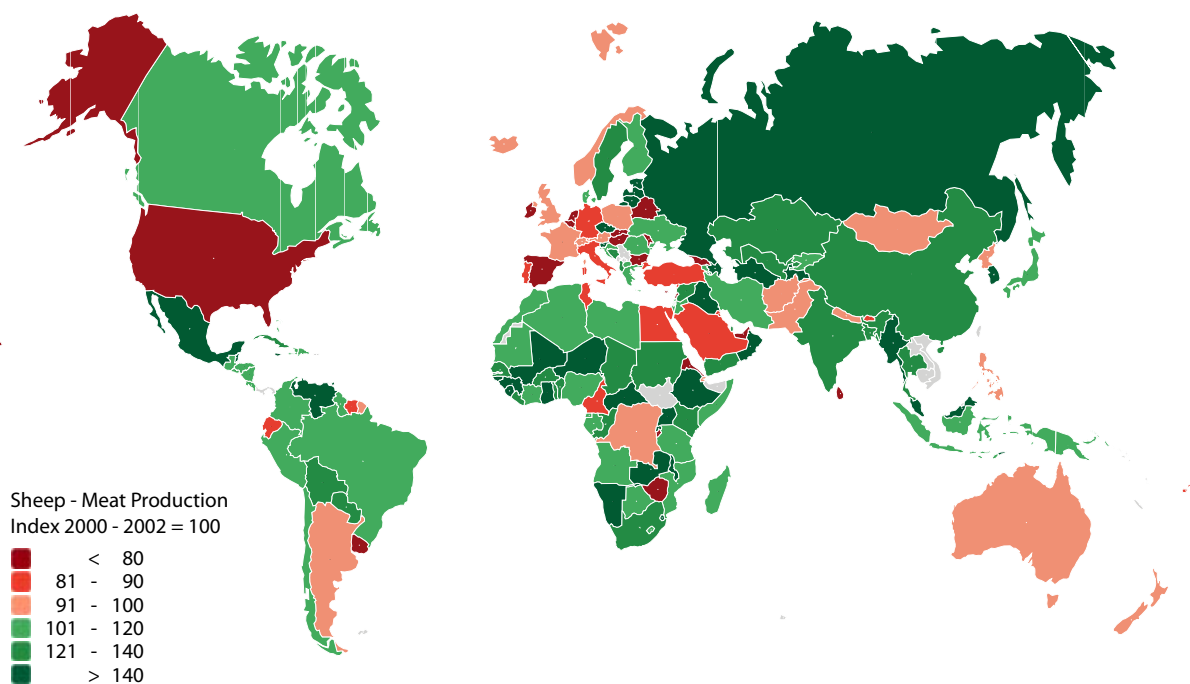 Sheep - Meat Production
Index 2000 - 2002 = 100
< 80
81 - 90
91 - 100
101 - 120
121 - 140
> 140